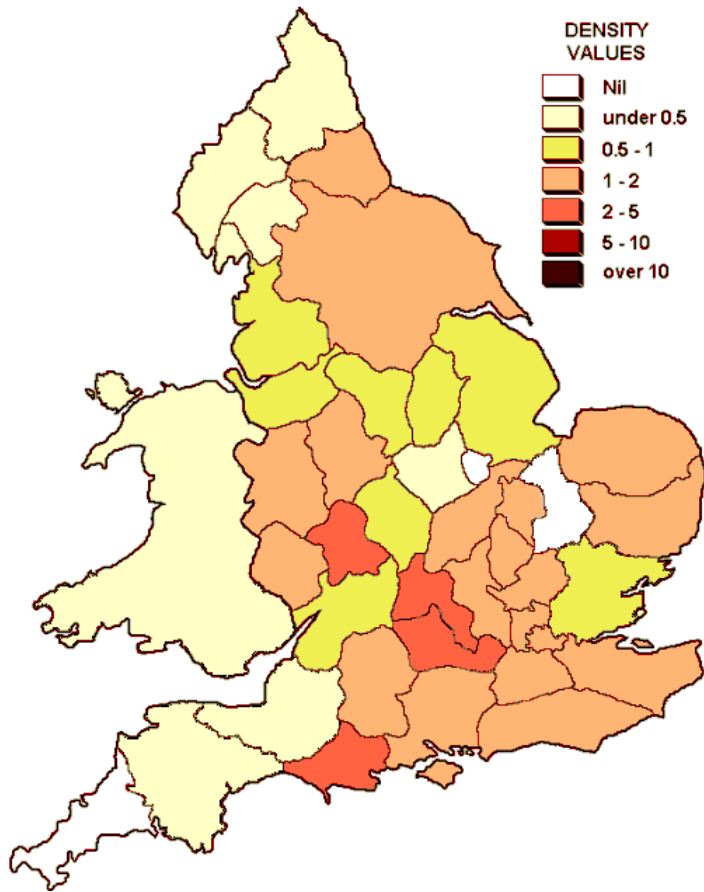 DENSITY
VALUES
Nil
under 0.5
0.5 - 1
1 - 2
2 - 5
5 - 10
over 10